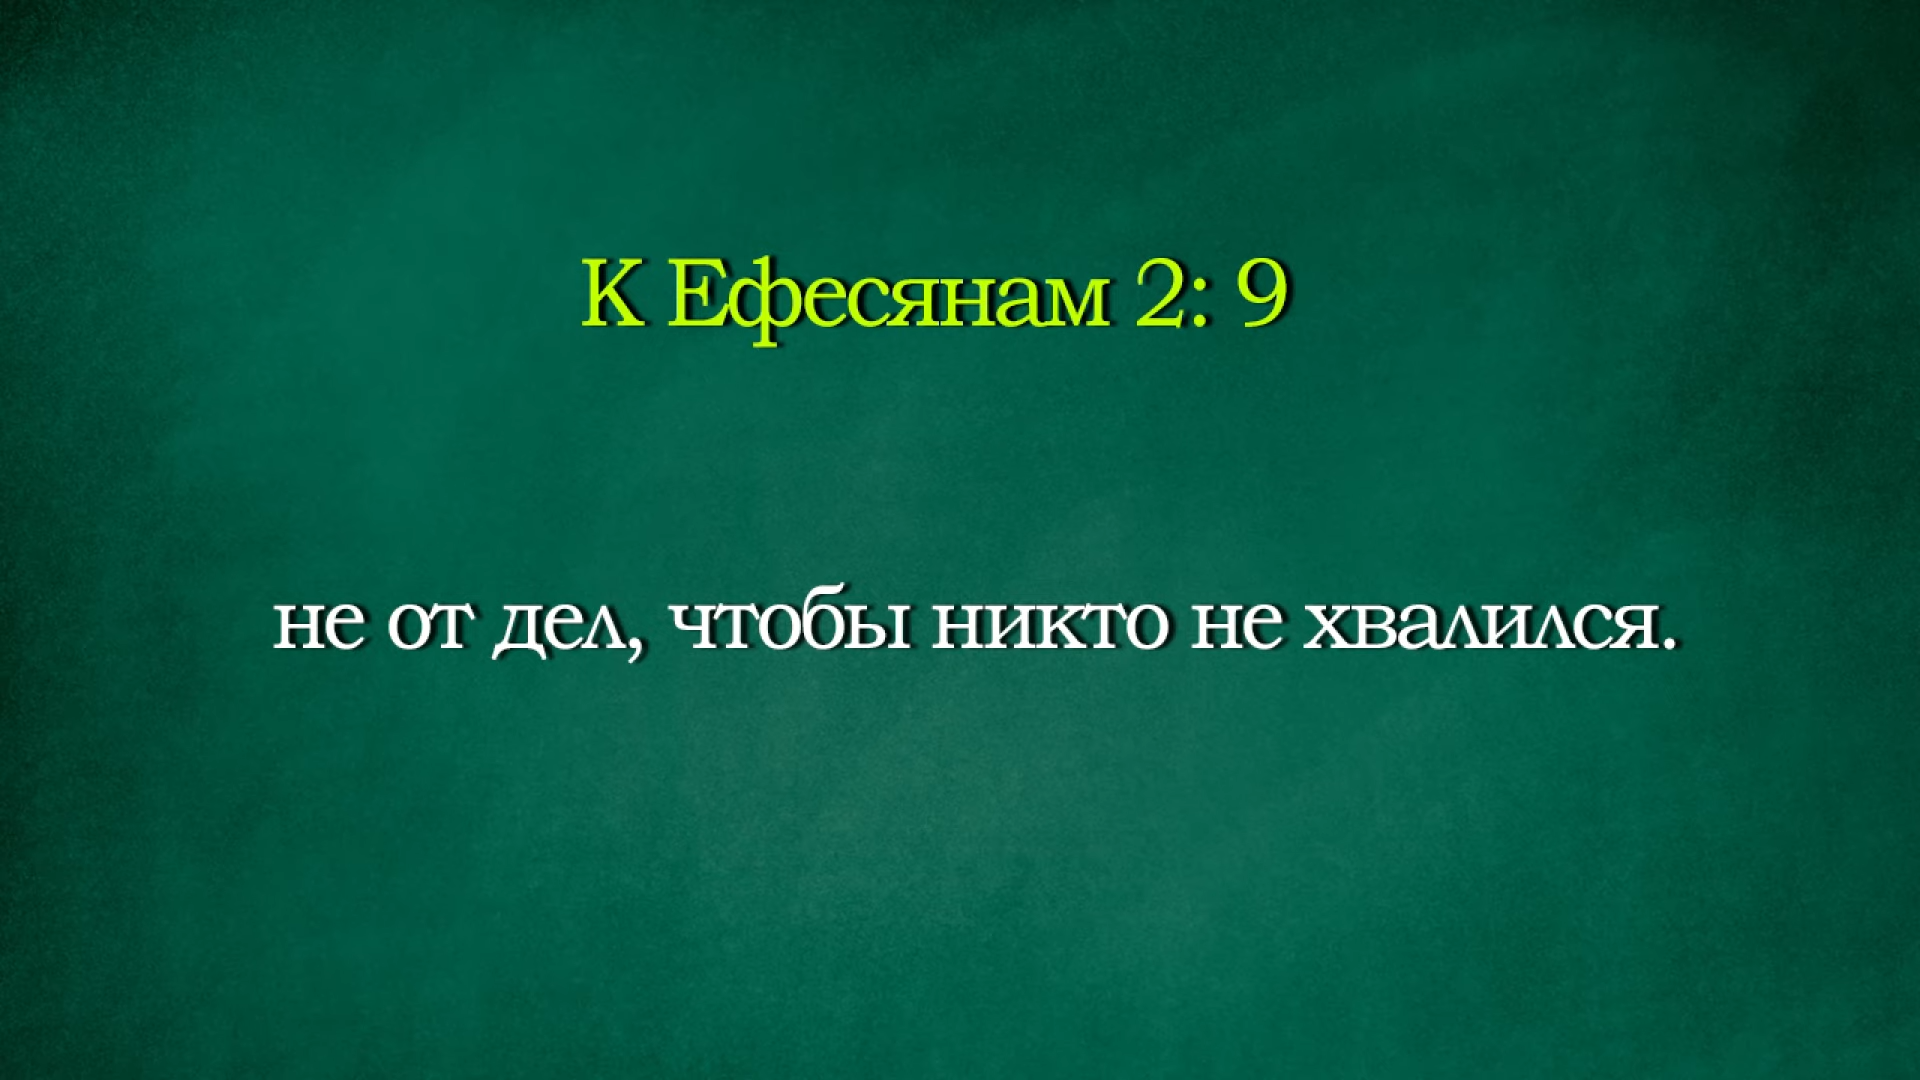 К Ефесянам 2: 9
не от дел, чтобы никто не хвалился.